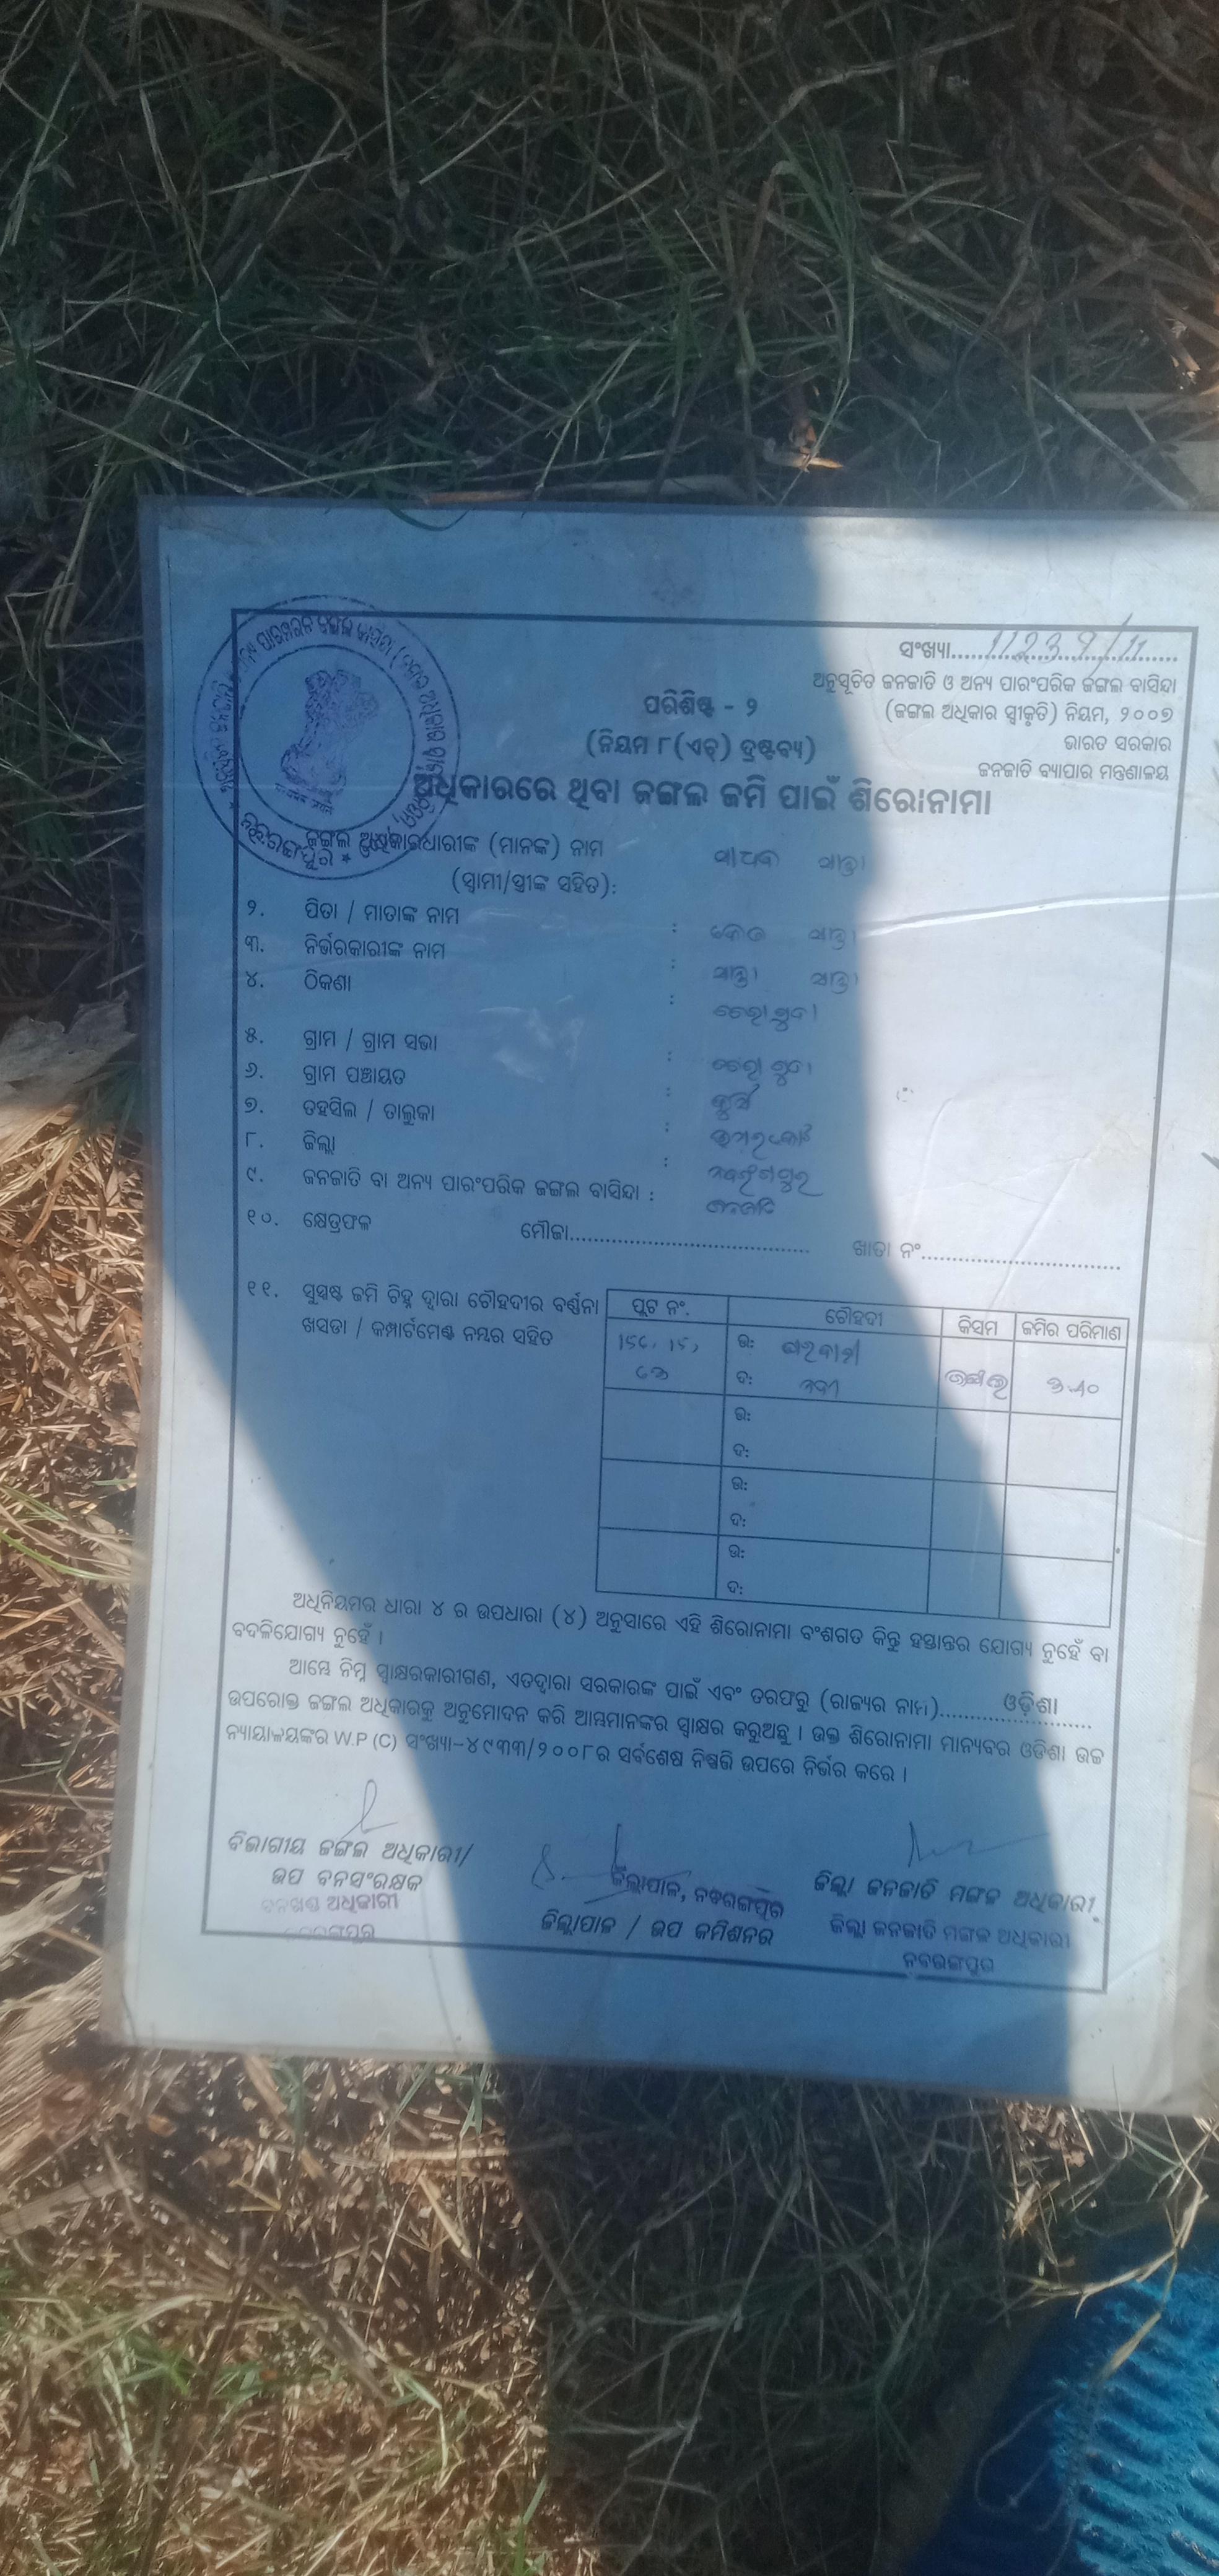 ସଂଖ୍ୟା
ଅନୁସୂଚିତ ଜନଜାତି ଓ ଅନ୍ୟ ପାରଂପରିକ ଜଙ୍ଗଲ ବାସିନ୍ଦା
(ଜଙ୍ଗଲ ଅଧିକାର ସ୍ୱୀକୃତି) ନିୟମ, ୨୦୦୭
ଭାରତ ସରକାର
ଜନଜାତି ବ୍ୟାପାର ମନ୍ତ୍ରଣାଳୟ
ପରିଶିଷ୍ଟ - ୨
(ନିୟମ ୮(ଏଚ୍) ଦ୍ରଷ୍ଟବ୍ୟ)
ଅଧିକାରରେ ଥିବା ଜଙ୍ଗଲ ଜମି ପାଇଁ ଶିରୋନାମା
ଜଙ୍ଗଲ ଅଧିକାରଧାରୀଙ୍କ (ମାନଙ୍କ) ନାମ
(ସ୍ୱାମୀ/ସ୍ତ୍ରୀଙ୍କ ସହିତ):
୨. ପିତା / ମାତାଙ୍କ ନାମ :
୩. ନିର୍ଭରକାରୀଙ୍କ ନାମ :
୪. ଠିକଣା :
୫. ଗ୍ରାମ / ଗ୍ରାମ ସଭା :
୬. ଗ୍ରାମ ପଞ୍ଚାୟତ :
୭. ତହସିଲ / ତାଲୁକା : ଉମରକୋଟ
୮. ଜିଲ୍ଲା : ନବରଙ୍ଗପୁର
୯. ଜନଜାତି ବା ଅନ୍ୟ ପାରଂପରିକ ଜଙ୍ଗଲ ବାସିନ୍ଦା : ଜନଜାତି
୧୦. କ୍ଷେତ୍ରଫଳ ମୌଜା ଖାତା ନଂ
୧୧. ସୁସ୍ପଷ୍ଟ ଜମି ଚିହ୍ନ ଦ୍ୱାରା ଚୌହଦୀର ବର୍ଣ୍ଣନା
ଖସଡା / କମ୍ପାର୍ଟମେଣ୍ଟ ନମ୍ବର ସହିତ
ପ୍ଲଟ ନଂ. ଚୌହଦୀ କିସମ ଜମିର ପରିମାଣ
ଉ:
ଦ: ନଦୀ
ଉ:
ଦ:
ଉ:
ଦ:
ଉ:
ଦ:
ଅଧିନିୟମର ଧାରା ୪ ର ଉପଧାରା (୪) ଅନୁସାରେ ଏହି ଶିରୋନାମା ବଂଶଗତ କିନ୍ତୁ ହସ୍ତାନ୍ତର ଯୋଗ୍ୟ ନୁହେଁ ବା
ବଦଳିଯୋଗ୍ୟ ନୁହେଁ ।
ଆମ୍ଭେ ନିମ୍ନ ସ୍ୱାକ୍ଷରକାରୀଗଣ, ଏତଦ୍ୱାରା ସରକାରଙ୍କ ପାଇଁ ଏବଂ ତରଫରୁ (ରାଜ୍ୟର ନାମ) ଓଡ଼ିଶା
ଉପରୋକ୍ତ ଜଙ୍ଗଲ ଅଧିକାରକୁ ଅନୁମୋଦନ କରି ଆମ୍ଭମାନଙ୍କର ସ୍ୱାକ୍ଷର କରୁଅଛୁ । ଉକ୍ତ ଶିରୋନାମା ମାନ୍ୟବର ଓଡିଶା ଉଚ୍ଚ
ନ୍ୟାୟାଳୟଙ୍କର W.P (C) ସଂଖ୍ୟା-୪୯୩୩/୨୦୦୮ର ସର୍ବଶେଷ ନିଷ୍ପତ୍ତି ଉପରେ ନିର୍ଭର କରେ ।
ବିଭାଗୀୟ ଜଙ୍ଗଲ ଅଧିକାରୀ/
ଉପ ବନସଂରକ୍ଷକ
ବନଖଣ୍ଡ ଅଧିକାରୀ
ଜିଲ୍ଲାପାଳ, ନବରଙ୍ଗପୁର
ଜିଲ୍ଲାପାଳ / ଉପ କମିଶନର
ଜିଲ୍ଲା ଜନଜାତି ମଙ୍ଗଳ ଅଧିକାରୀ
ଜିଲ୍ଲା ଜନଜାତି ମଙ୍ଗଳ ଅଧିକାରୀ
ନବରଙ୍ଗପୁର